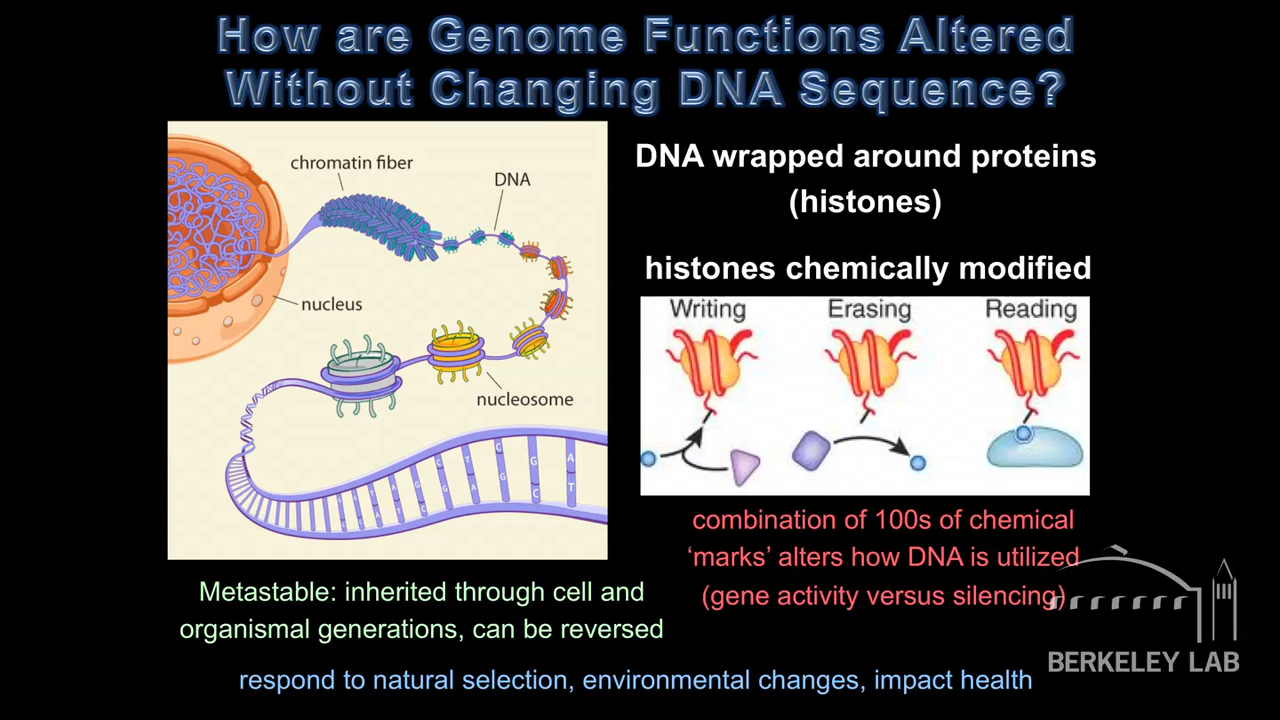 How are Genome Functions Altered
Without Changing DNA Sequence?
chromatin fiber
DNA
nucleus
nucleosome
C T C G A
G A G C T
DNA wrapped around proteins
(histones)
histones chemically modified
Writing Erasing Reading
combination of 100s of chemical
‘marks’ alters how DNA is utilized
(gene activity versus silencing)
Metastable: inherited through cell and
organismal generations, can be reversed
respond to natural selection, environmental changes, impact health
BERKELEY LAB